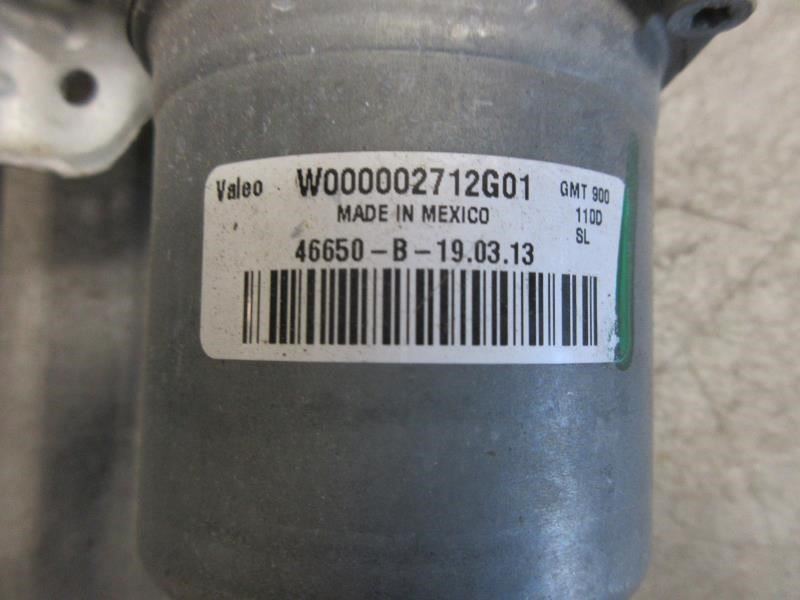 Valeo W000002712G01 GMT 900
MADE IN MEXICO 110D
SL
46650-B-19.03.13